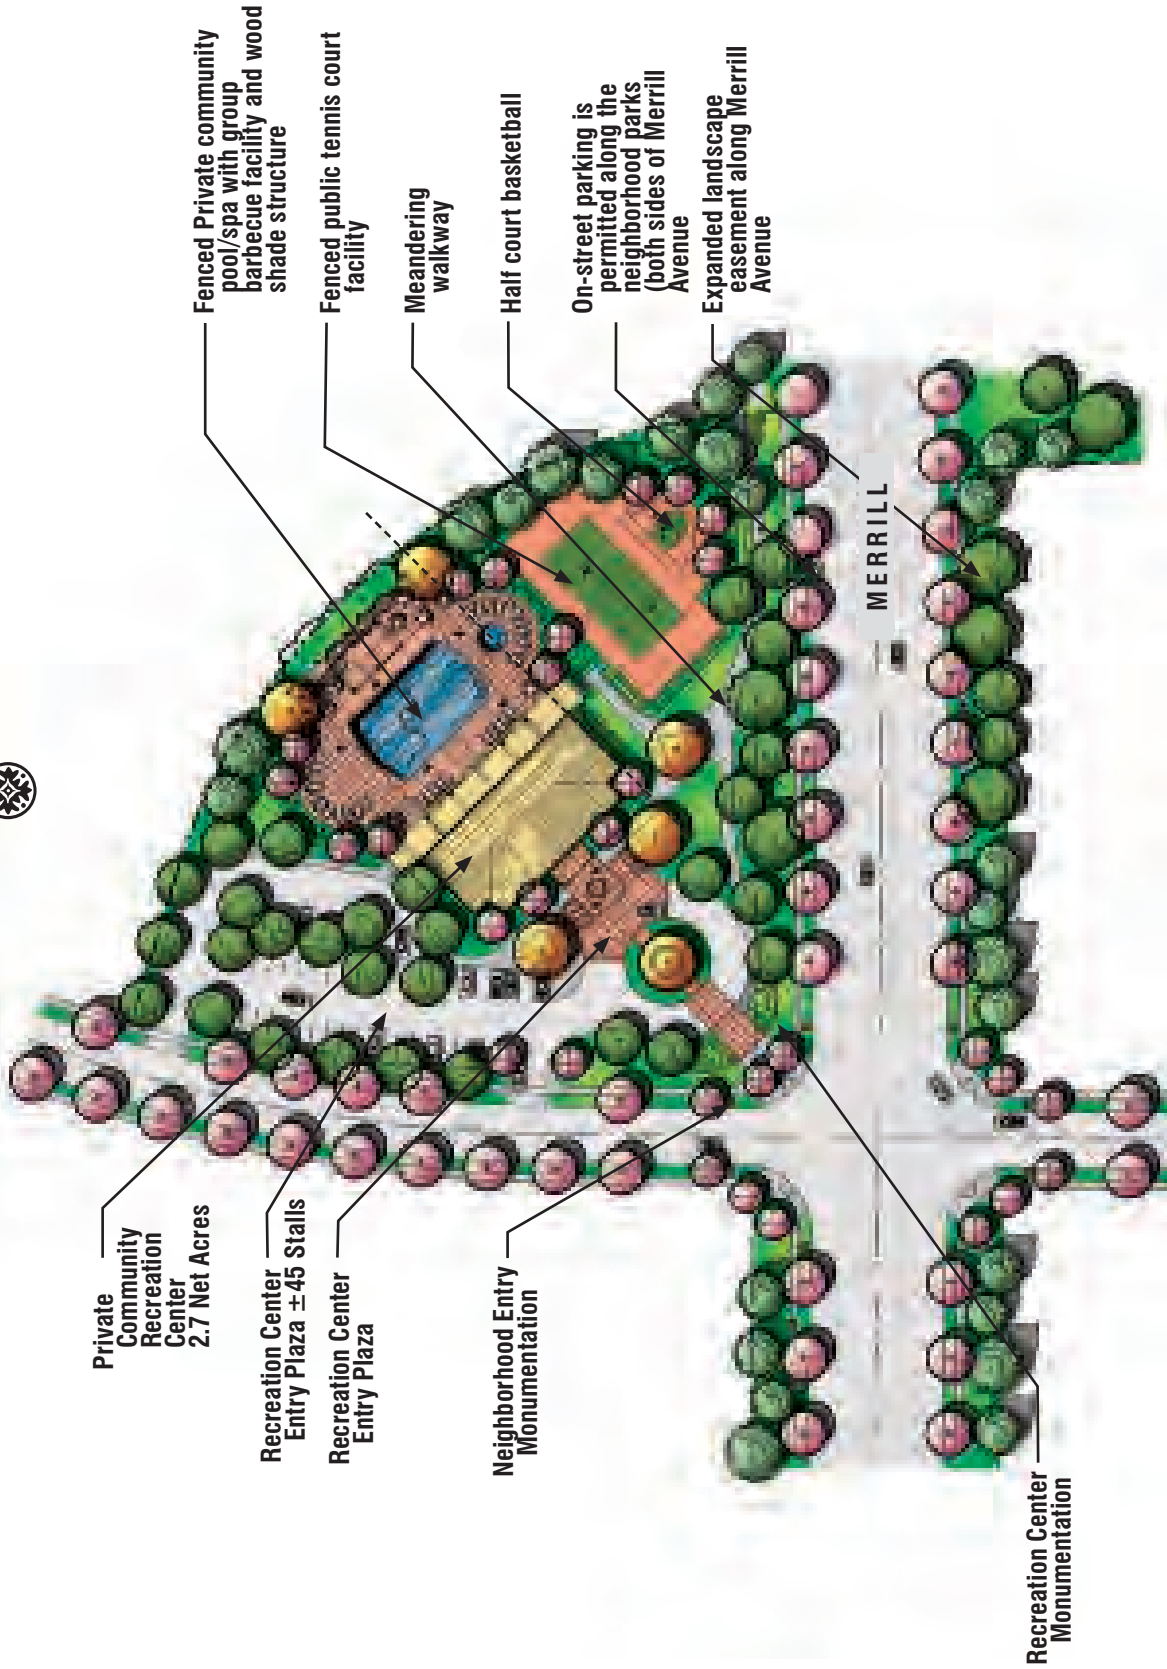 Fenced Private community
pool/spa with group
barbecue facility and wood
shade structure
Fenced public tennis court
facility
Meandering
walkway
Half court basketball
On-street parking is
permitted along the
neighborhood parks
(both sides of Merrill
Avenue
Expanded landscape
easement along Merrill
Avenue
MERRILL
Private
Community
Recreation
Center
2.7 Net Acres
Recreation Center
Entry Plaza ±45 Stalls
Recreation Center
Entry Plaza
Neighborhood Entry
Monumentation
Recreation Center
Monumentation